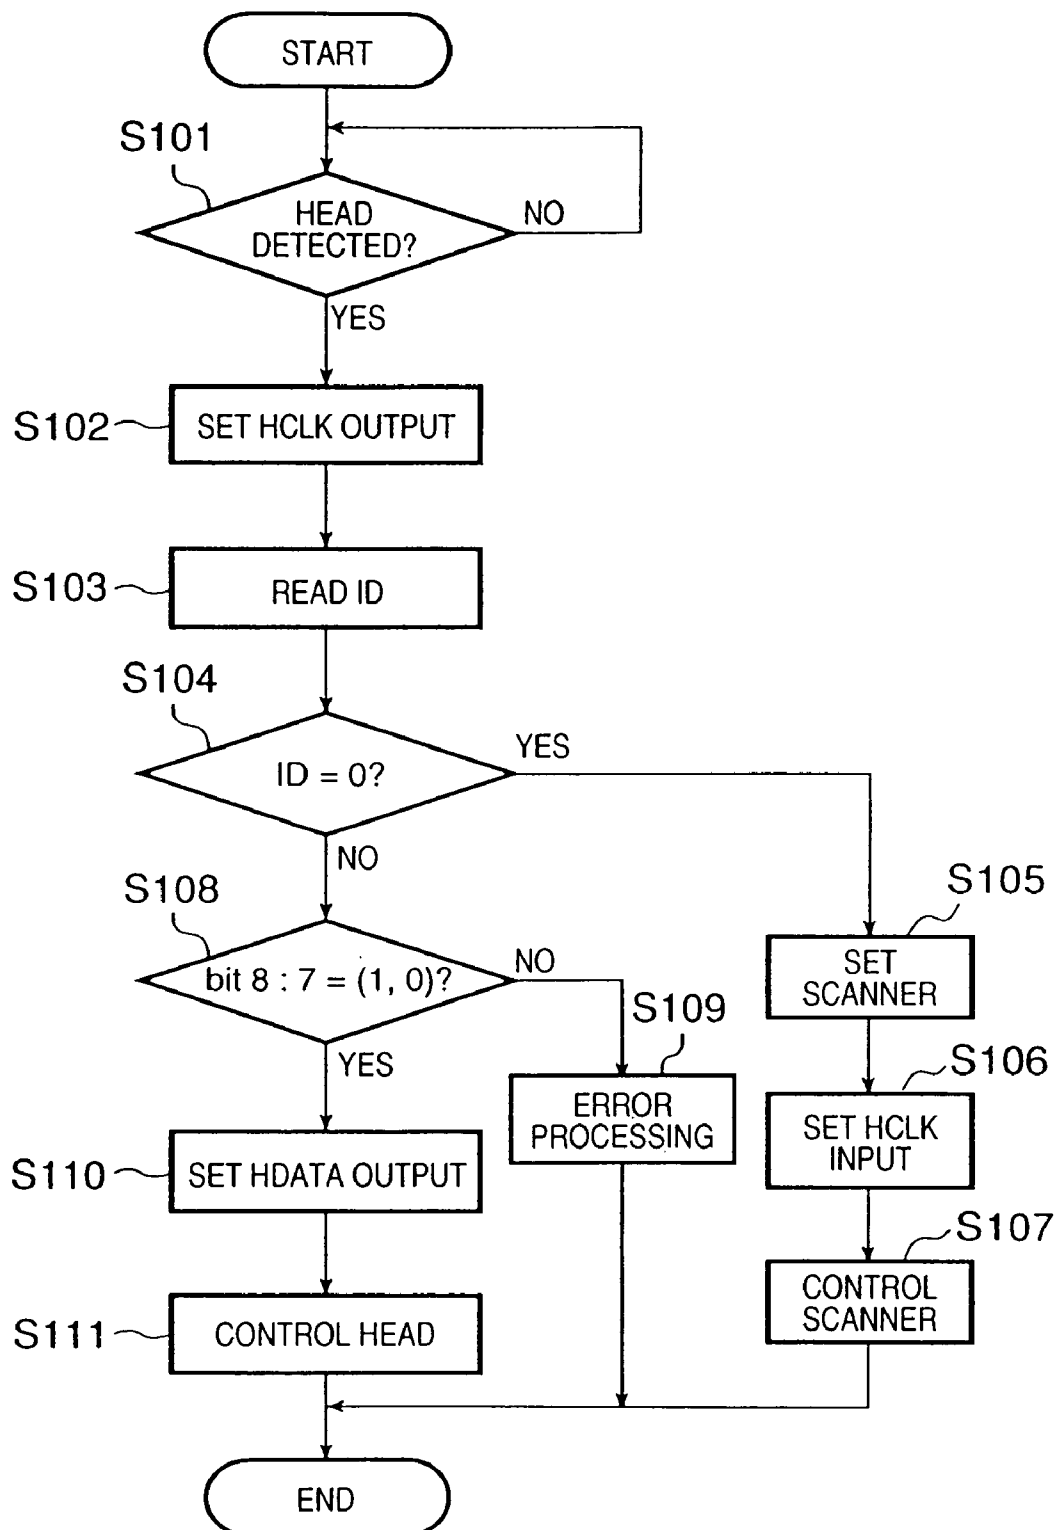 START
S101
HEAD
DETECTED?
NO
YES
S102
SET HCLK OUTPUT
S103
READ ID
S104
ID = 0?
YES
NO
S108
bit 8 : 7 = (1, 0)?
NO
YES
S105
SET
SCANNER
S109
ERROR
PROCESSING
S106
SET HCLK
INPUT
S110
SET HDATA OUTPUT
S107
CONTROL
SCANNER
S111
CONTROL HEAD
END